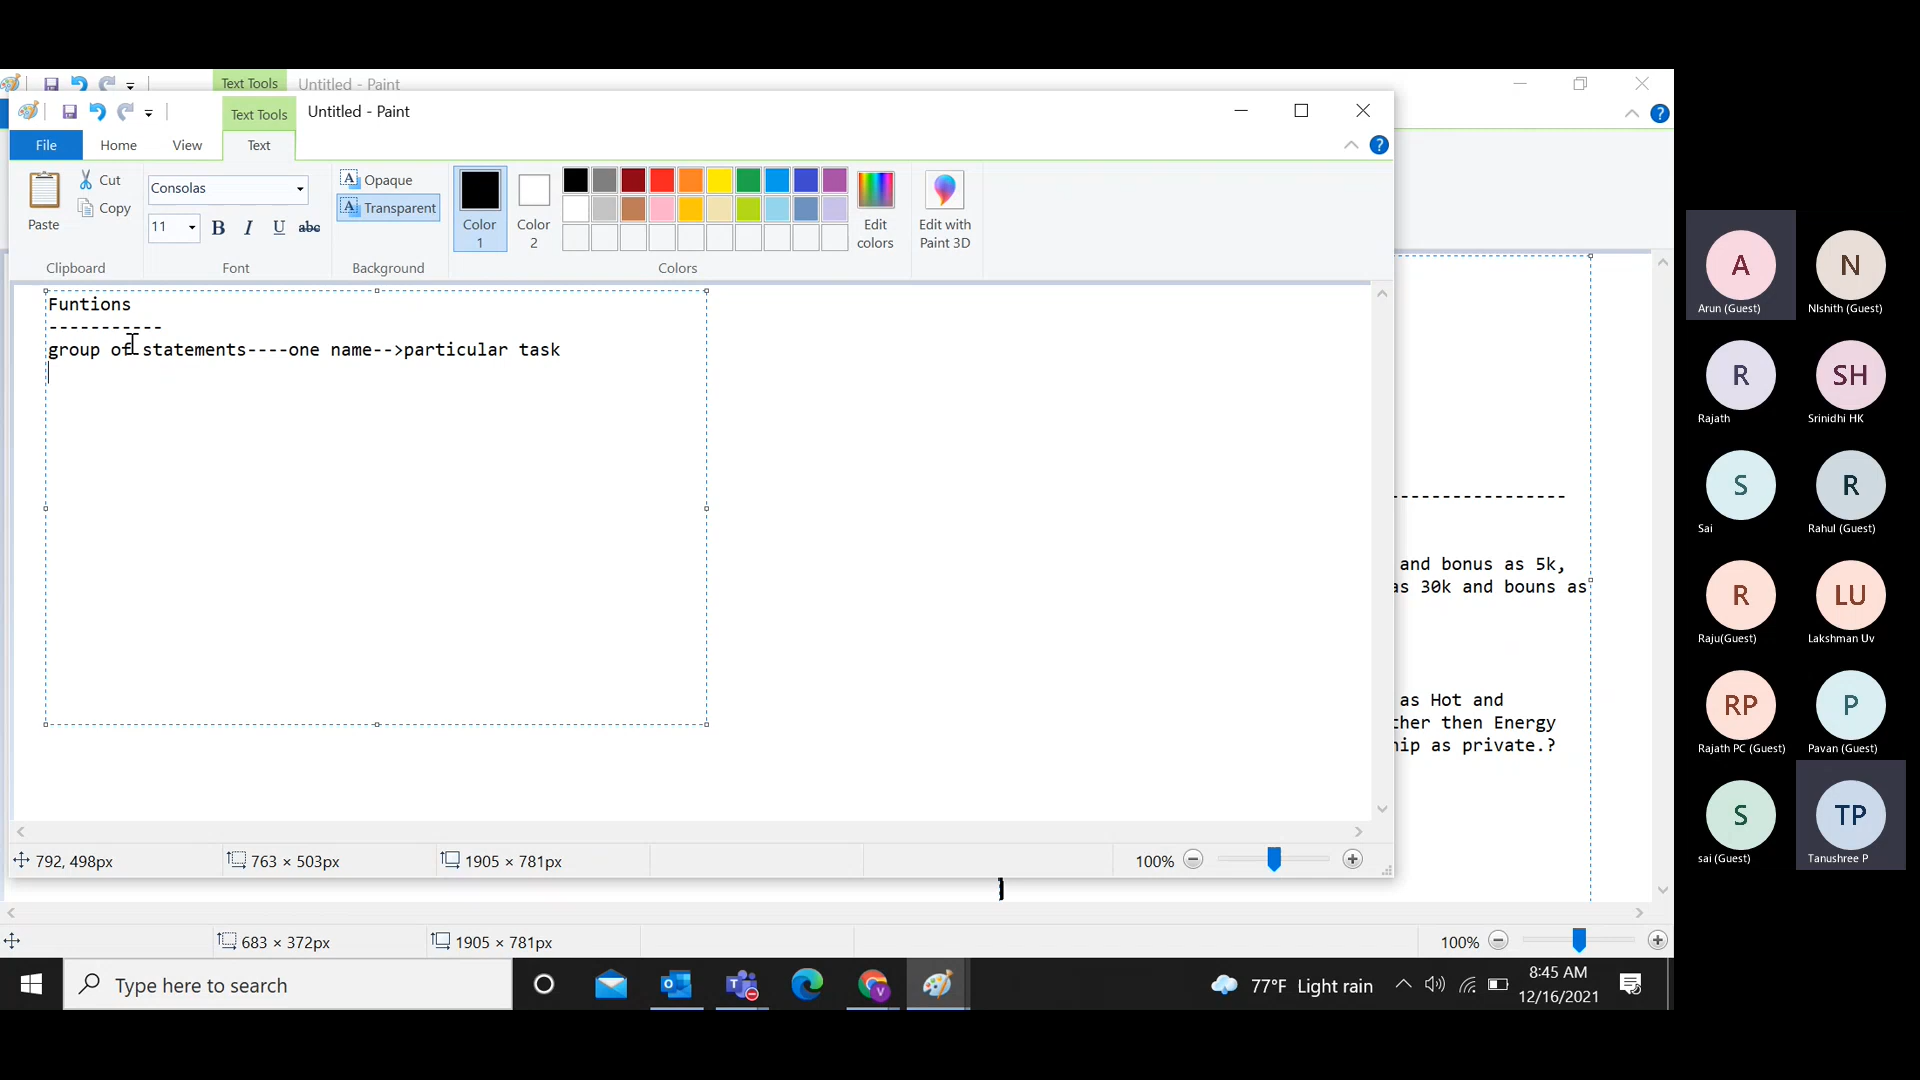 Text Tools Untitled - Paint
Text Tools Untitled - Paint
File Home View Text
Paste Cut Copy
Consolas
11 B I U abc
Opaque
Transparent
Color 1
Color 2
Edit colors
Edit with Paint 3D
Clipboard Font Background Colors
Funtions
-----------
group of statements----one name-->particular task
----------------
and bonus as 5k,
as 30k and bouns as
as Hot and
ther then Energy
ip as private.?
}
792, 498px 763 × 503px 1905 × 781px 100%
683 × 372px 1905 × 781px 100%
Type here to search
77°F Light rain
8:45 AM
12/16/2021
A
Arun (Guest)
N
NIshith (Guest)
R
Rajath
SH
Srinidhi HK
S
Sai
R
Rahul (Guest)
R
Raju(Guest)
LU
Lakshman Uv
RP
Rajath PC (Guest)
P
Pavan (Guest)
S
sai (Guest)
TP
Tanushree P